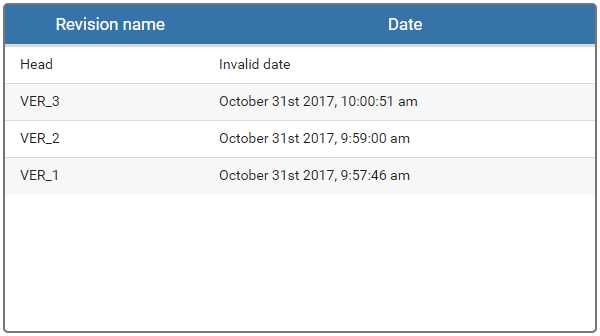 Revision name Date
Head Invalid date
VER_3 October 31st 2017, 10:00:51 am
VER_2 October 31st 2017, 9:59:00 am
VER_1 October 31st 2017, 9:57:46 am